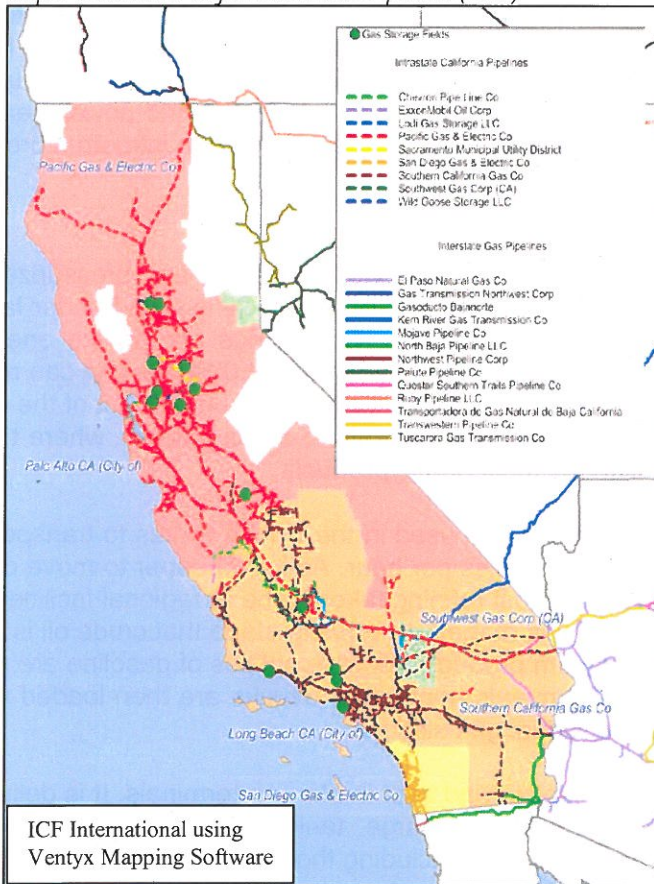 Gas Storage Fields
Intrastate California Pipelines
Chevron Pipe Line Co
ExxonMobil Oil Corp
Lodi Gas Storage LLC
Pacific Gas & Electric Co
Sacramento Municipal Utility District
San Diego Gas & Electric Co
Southern California Gas Co
Southwest Gas Corp (CA)
Wild Goose Storage LLC
Interstate Gas Pipelines
El Paso Natural Gas Co
Gas Transmission Northwest Corp
Gasoducto Bajanorte
Kern River Gas Transmission Co
Mojave Pipeline Co
North Baja Pipeline LLC
Northwest Pipeline Corp
Paiute Pipeline Co
Questar Southern Trails Pipeline Co
Ruby Pipeline LLC
Transportadora de Gas Natural de Baja California
Transwestern Pipeline Co
Tuscarora Gas Transmission Co
Pacific Gas & Electric Co
Palo Alto CA (City of)
Southwest Gas Corp (CA)
Southern California Gas Co
Long Beach CA (City of)
San Diego Gas & Electric Co
ICF International using
Ventyx Mapping Software